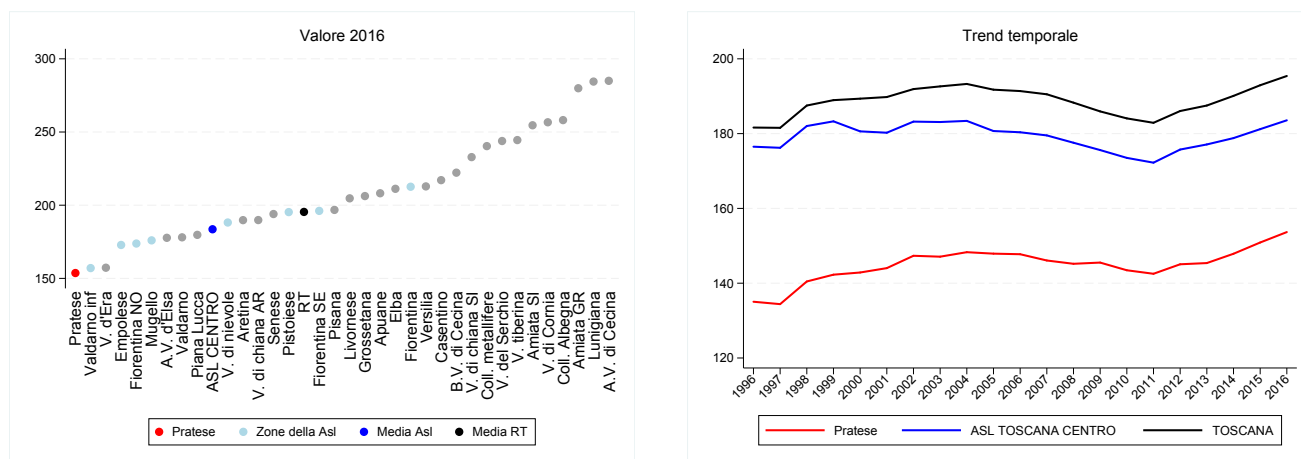 Valore 2016
300
250
200
150
Pratese
Valdarno inf
V. d'Era
Empolese
Fiorentina NO
Mugello
A.V. d'Elsa
Valdarno
Piana Lucca
ASL CENTRO
V. di nievole
Aretina
V. di chiana AR
Senese
Pistoiese
RT
Fiorentina SE
Pisana
Livornese
Grossetana
Apuane
Elba
Fiorentina
Versilia
Casentino
B.V. di Cecina
V. di chiana SI
Coll. metallifere
V. del Serchio
V. tiberina
Amiata SI
V. di Cornia
Coll. Albegna
Amiata GR
Lunigiana
A.V. di Cecina
Pratese Zone della Asl Media Asl Media RT
Trend temporale
200
180
160
140
120
1996
1997
1998
1999
2000
2001
2002
2003
2004
2005
2006
2007
2008
2009
2010
2011
2012
2013
2014
2015
2016
Pratese ASL TOSCANA CENTRO TOSCANA